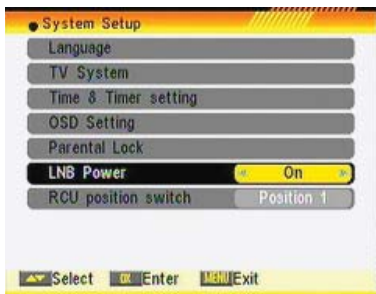 System Setup
Language
TV System
Time & Timer setting
OSD Setting
Parental Lock
LNB Power On
RCU position switch Position 1
Select OK Enter MENU Exit